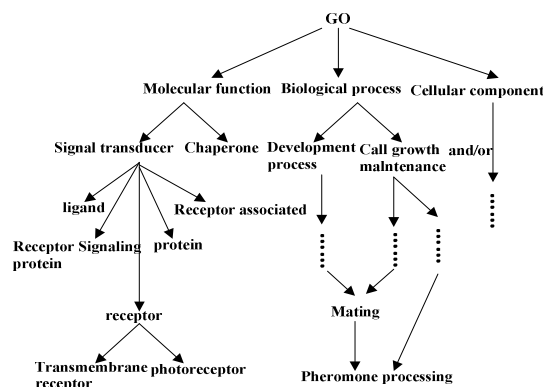 GO
Molecular function Biological process Cellular component
Signal transducer Chaperone Development process Call growth maIntenance and/or
ligand
Receptor associated
Receptor Signaling protein
protein
receptor
Mating
Transmembrane receptor
photoreceptor
Pheromone processing